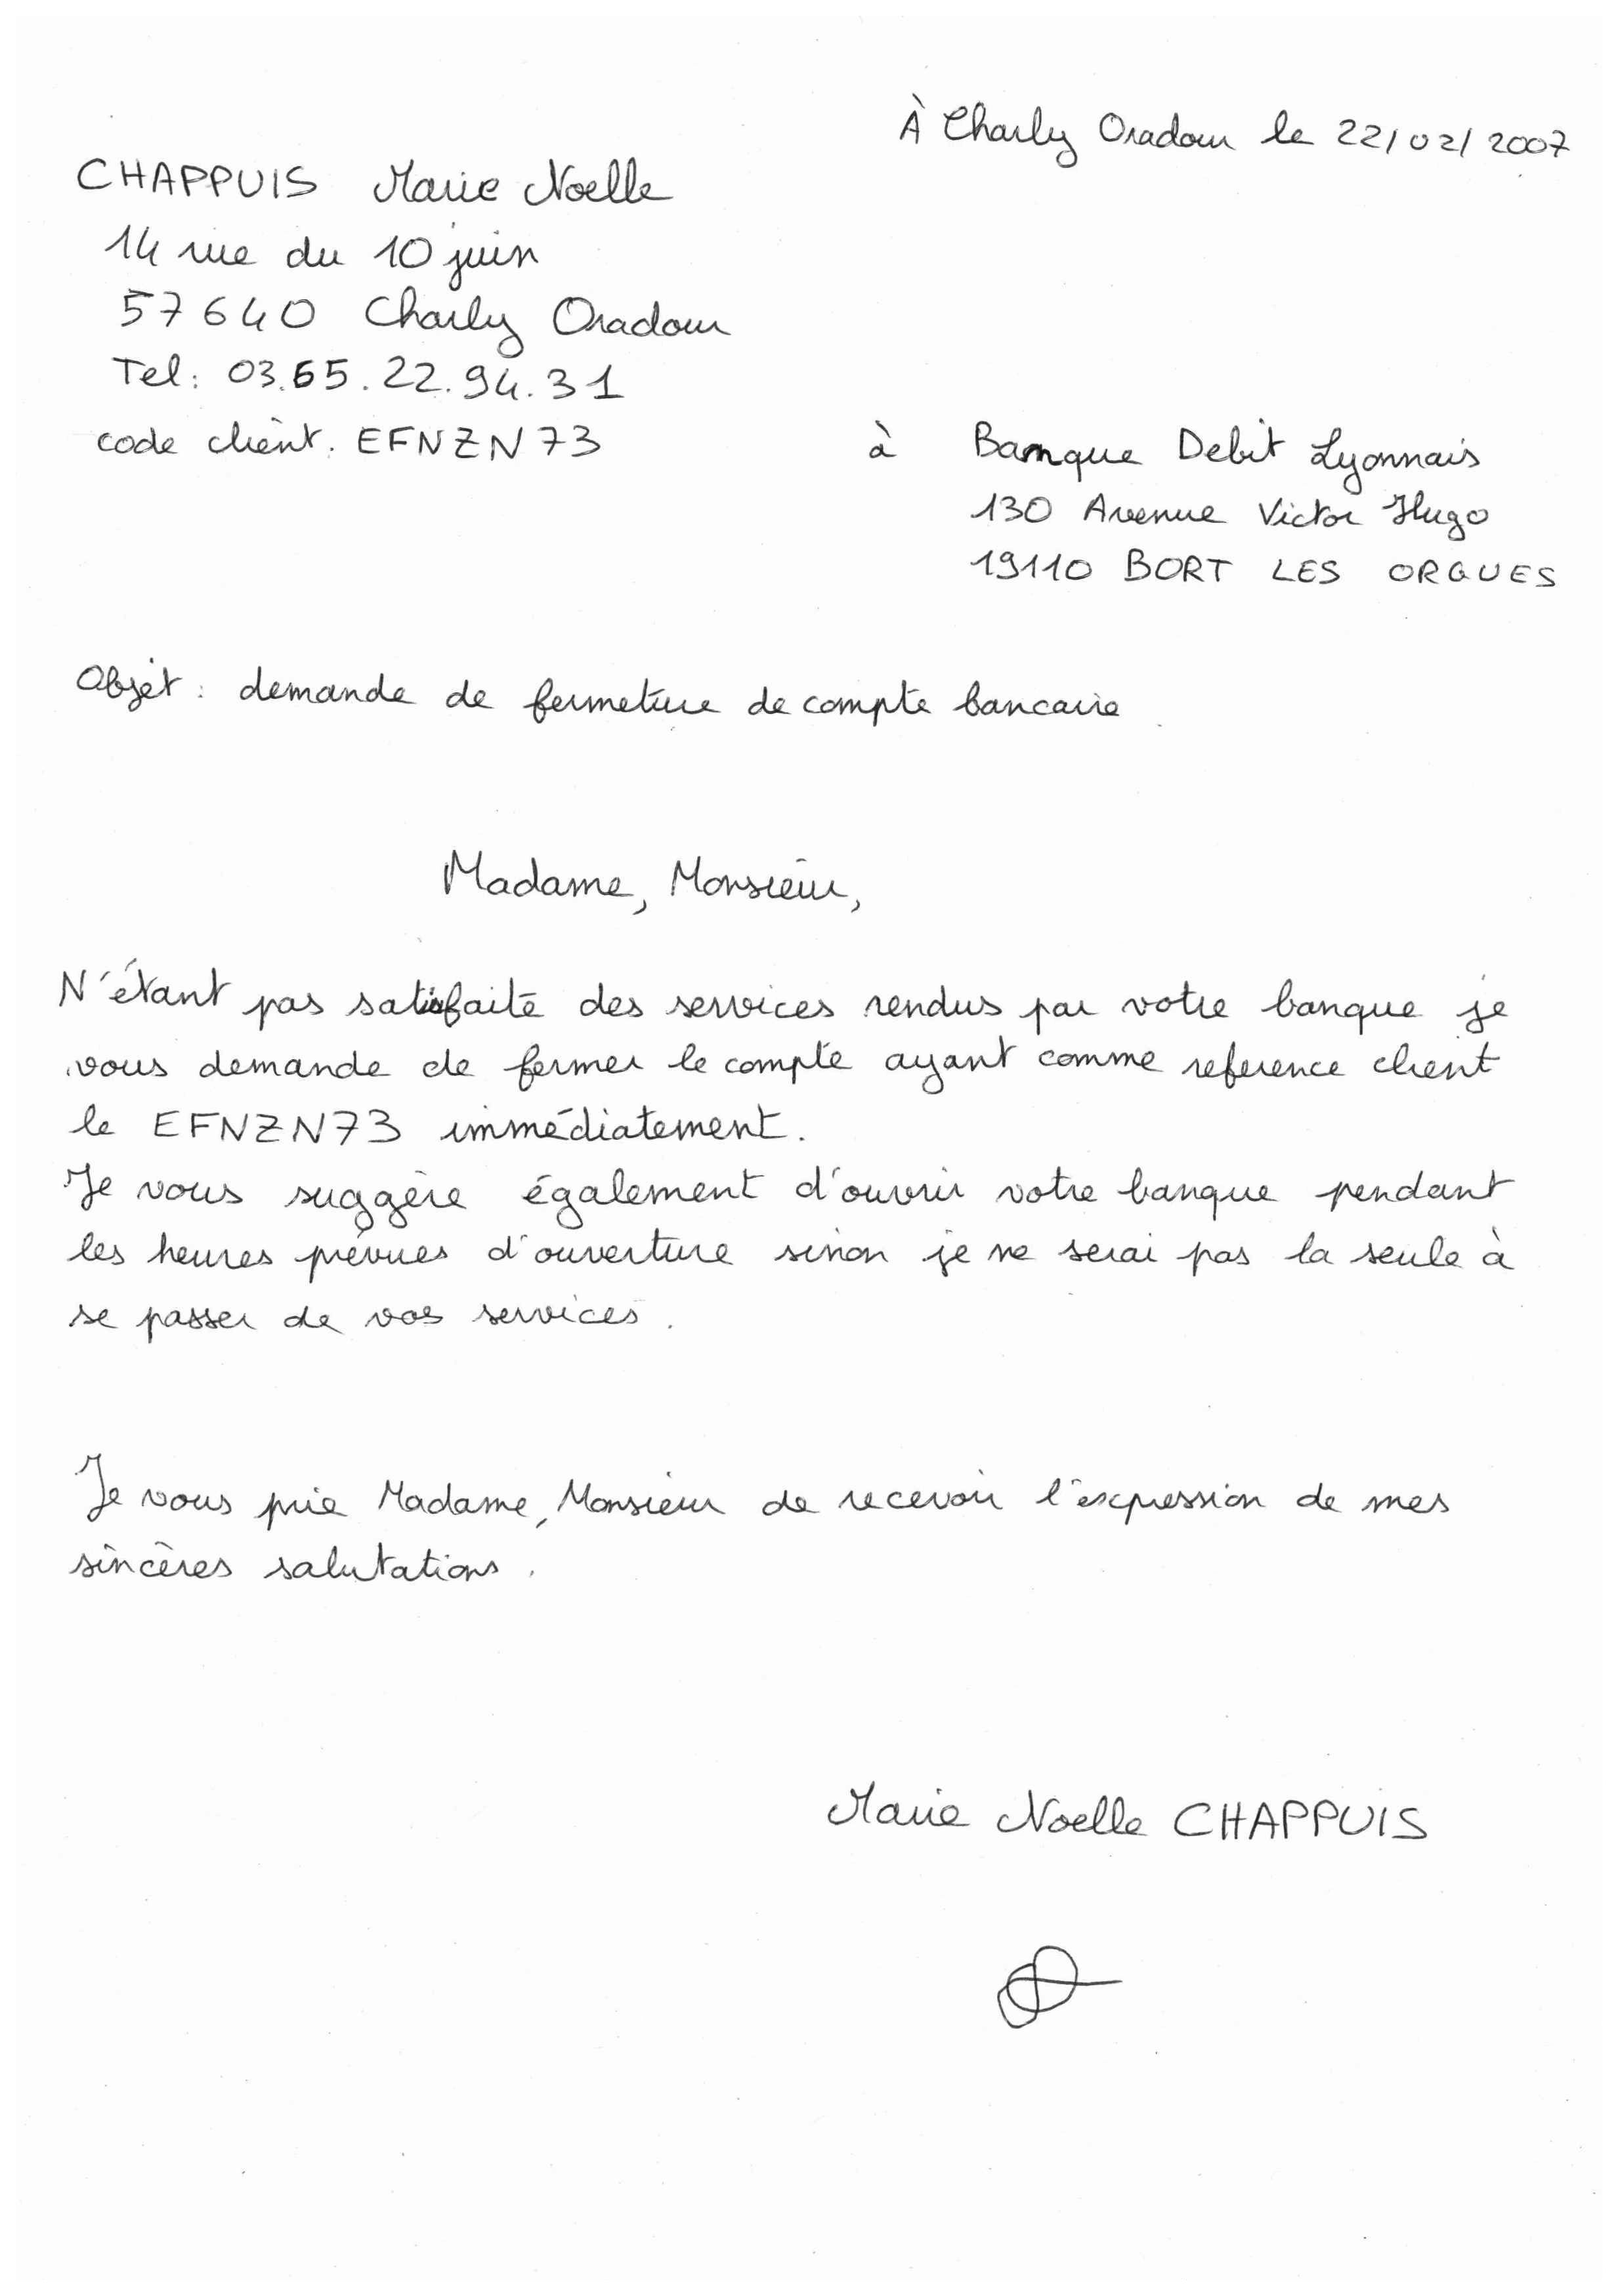 À Charly Oradour le 22/02/2007
CHAPPUIS Marie Noelle
14 rue du 10 juin
57640 Charly Oradour
Tel: 03.65.22.94.31
code client: EFNZN73
à Banque Debit Lyonnais
130 Avenue Victor Hugo
19110 BORT LES ORGUES
Objet: demande de fermeture de compte bancaire
Madame, Monsieur,
N'étant pas satisfaite des services rendus par votre banque je
vous demande de fermer le compte ayant comme reference client
le EFNZN73 immédiatement.
Je vous suggère également d'ouvrir votre banque pendant
les heures prévues d'ouverture sinon je ne serai pas la seule à
se passer de vos services.
Je vous prie Madame, Monsieur de recevoir l'expression de mes
sincères salutations.
Marie Noelle CHAPPUIS